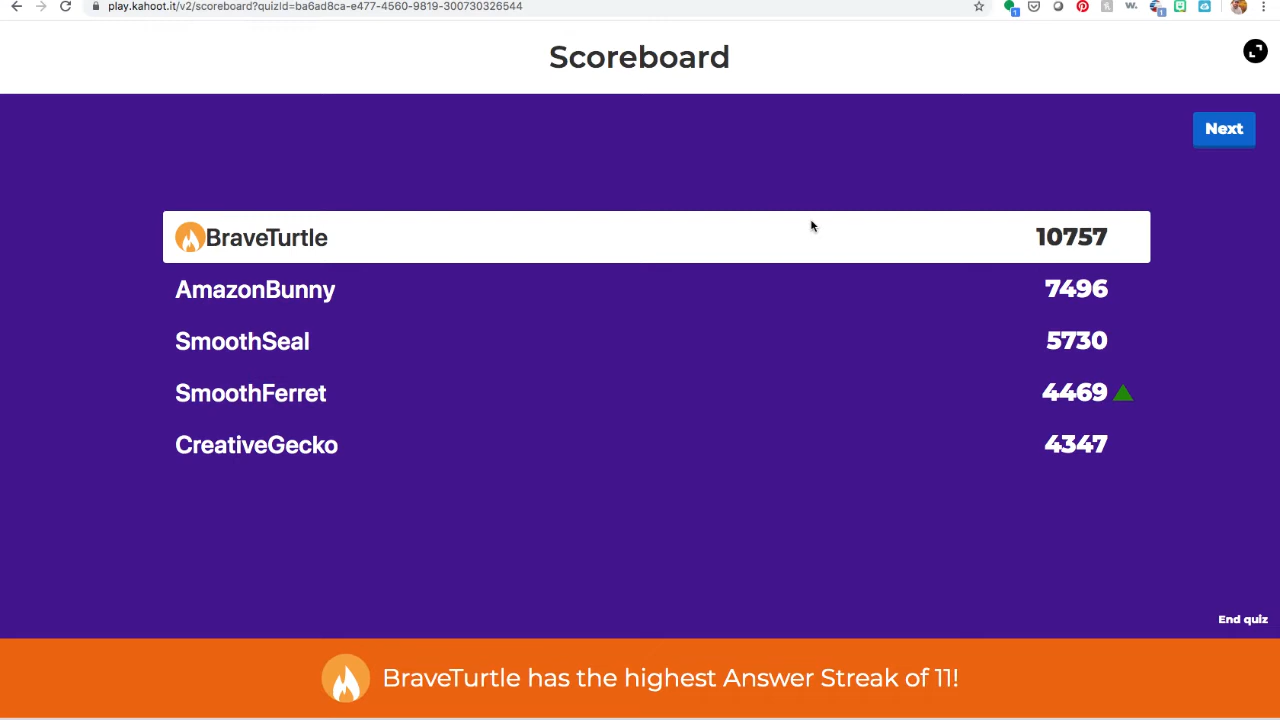 play.kahoot.it/v2/scoreboard?quizId=ba6ad8ca-e477-4560-9819-300730326544
Scoreboard
Next
BraveTurtle 10757
AmazonBunny 7496
SmoothSeal 5730
SmoothFerret 4469
CreativeGecko 4347
End quiz
BraveTurtle has the highest Answer Streak of 11!